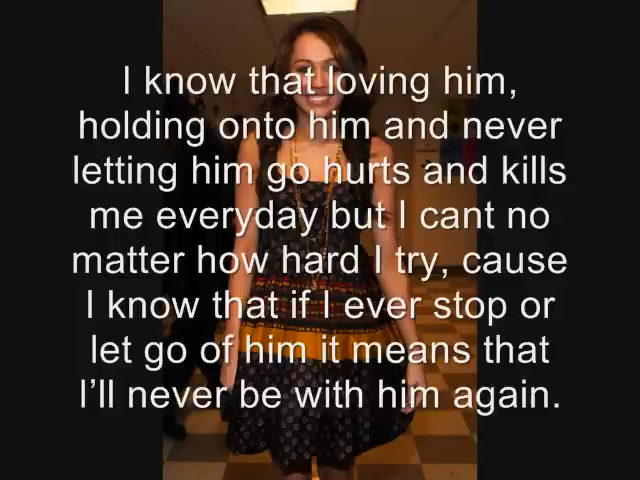 I know that loving him,
holding onto him and never
letting him go hurts and kills
me everyday but I cant no
matter how hard I try, cause
I know that if I ever stop or
let go of him it means that
I’ll never be with him again.